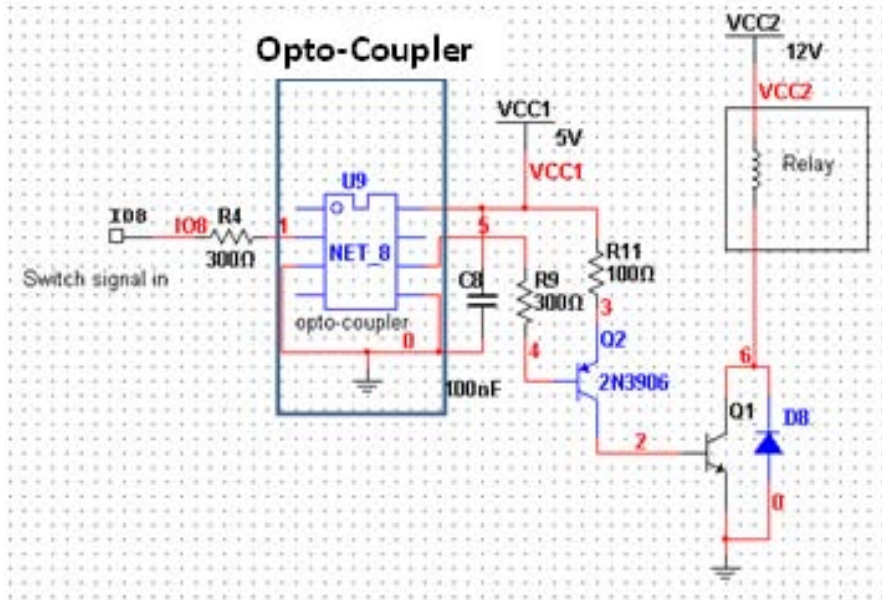 Opto-Coupler
VCC2
12V
VCC2
VCC1
5V
VCC1
Relay
U9
IO8
IO8
R4
1
5
300Ω
NET_8
R11
100Ω
Switch signal in
C8
R9
300Ω
3
opto-coupler
0
Q2
4
6
100nF
2N3906
Q1
D8
2
0